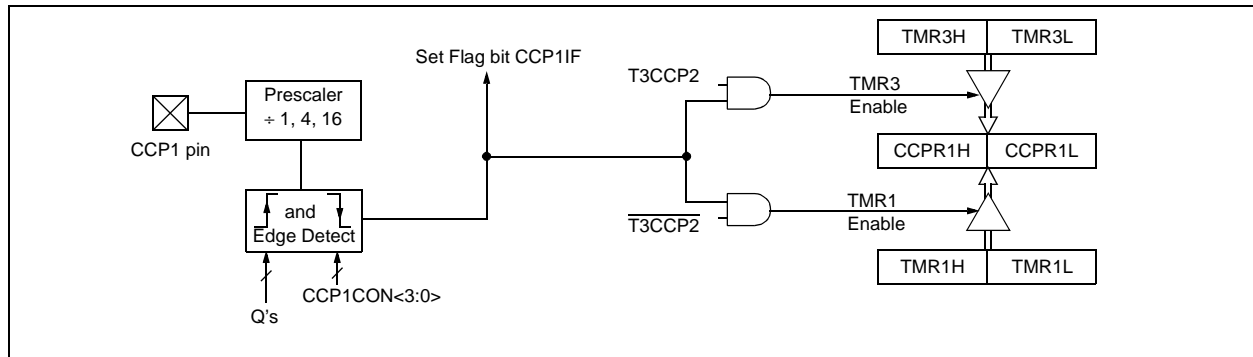 TMR3H TMR3L
Set Flag bit CCP1IF
T3CCP2
Prescaler
÷ 1, 4, 16
TMR3
Enable
CCP1 pin
CCPR1H CCPR1L
and
Edge Detect
TMR1
Enable
T3CCP2
TMR1H TMR1L
CCP1CON<3:0>
Q's